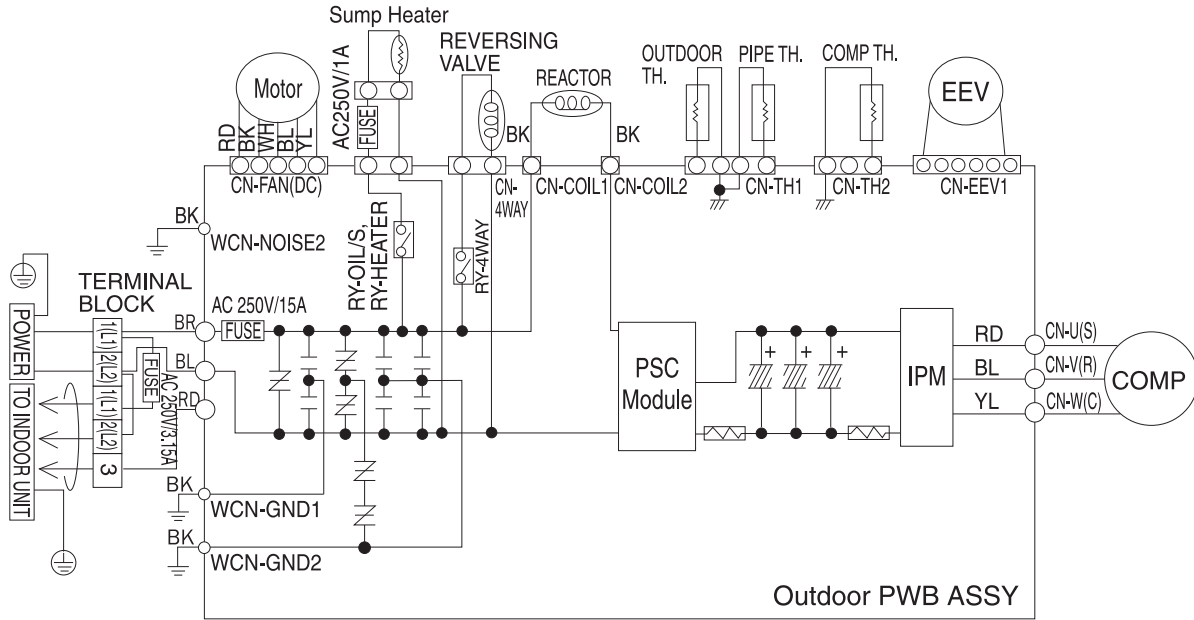 Sump Heater
REVERSING
VALVE
REACTOR
OUTDOOR
TH.
PIPE TH.
COMP TH.
Motor
EEV
AC250V/1A
FUSE
RD
BK
WH
BL
YL
BK
BK
CN-FAN(DC)
CN-
4WAY
CN-COIL1
CN-COIL2
CN-TH1
CN-TH2
CN-EEV1
BK
WCN-NOISE2
RY-OIL/S,
RY-HEATER
RY-4WAY
TERMINAL
BLOCK
POWER
TO INDOOR UNIT
1(L1)
2(L2)
1(L1)
2(L2)
3
FUSE
AC 250V/3.15A
BR
BL
RD
AC 250V/15A
FUSE
PSC
Module
+
+
+
IPM
RD
BL
YL
CN-U(S)
CN-V(R)
CN-W(C)
COMP
BK
WCN-GND1
BK
WCN-GND2
Outdoor PWB ASSY